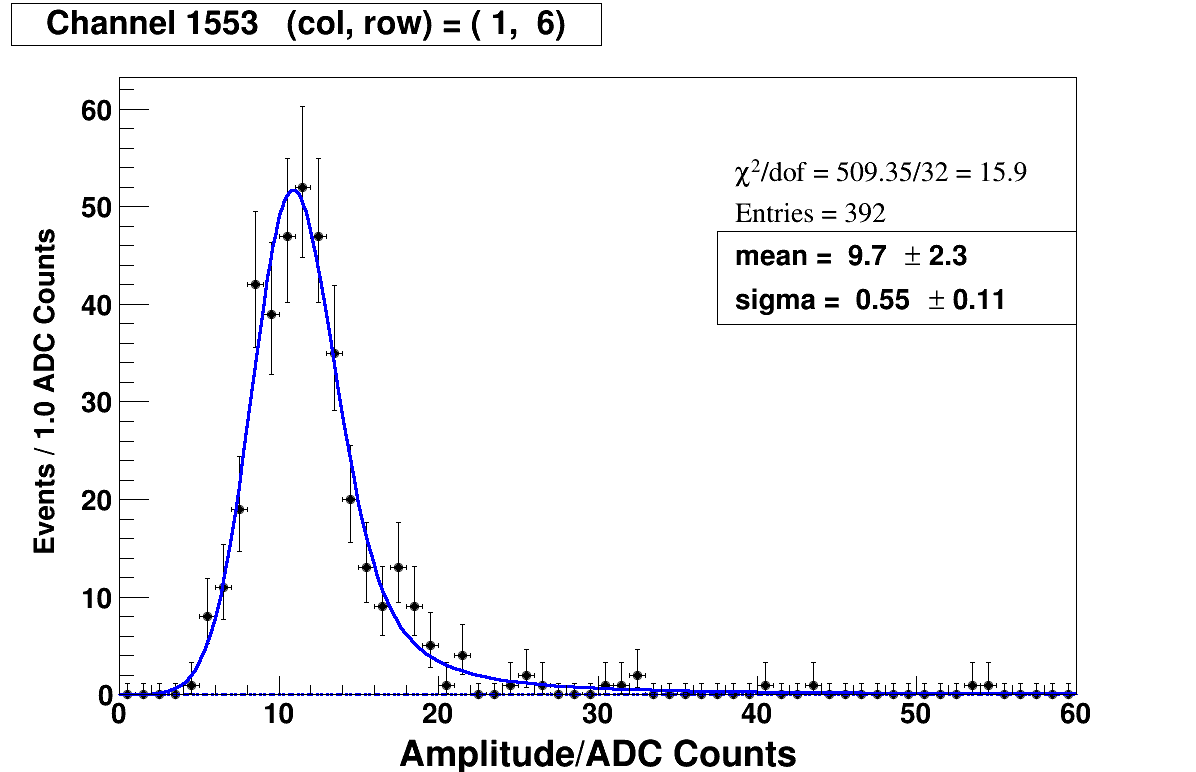 Channel 1553 (col, row) = ( 1, 6)
χ²/dof = 509.35/32 = 15.9
Entries = 392
mean = 9.7 ± 2.3
sigma = 0.55 ± 0.11
Events / 1.0 ADC Counts
60
50
40
30
20
10
0
0 10 20 30 40 50 60
Amplitude/ADC Counts